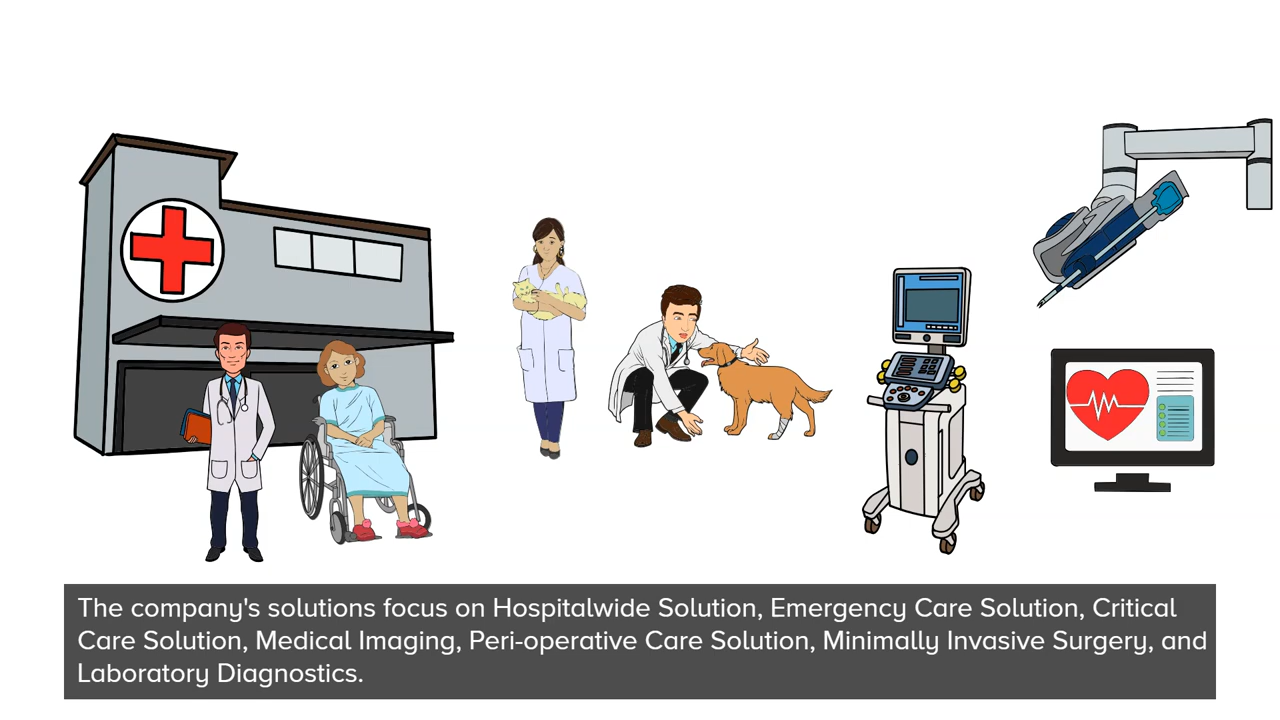 The company's solutions focus on Hospitalwide Solution, Emergency Care Solution, Critical
Care Solution, Medical Imaging, Peri-operative Care Solution, Minimally Invasive Surgery, and
Laboratory Diagnostics.